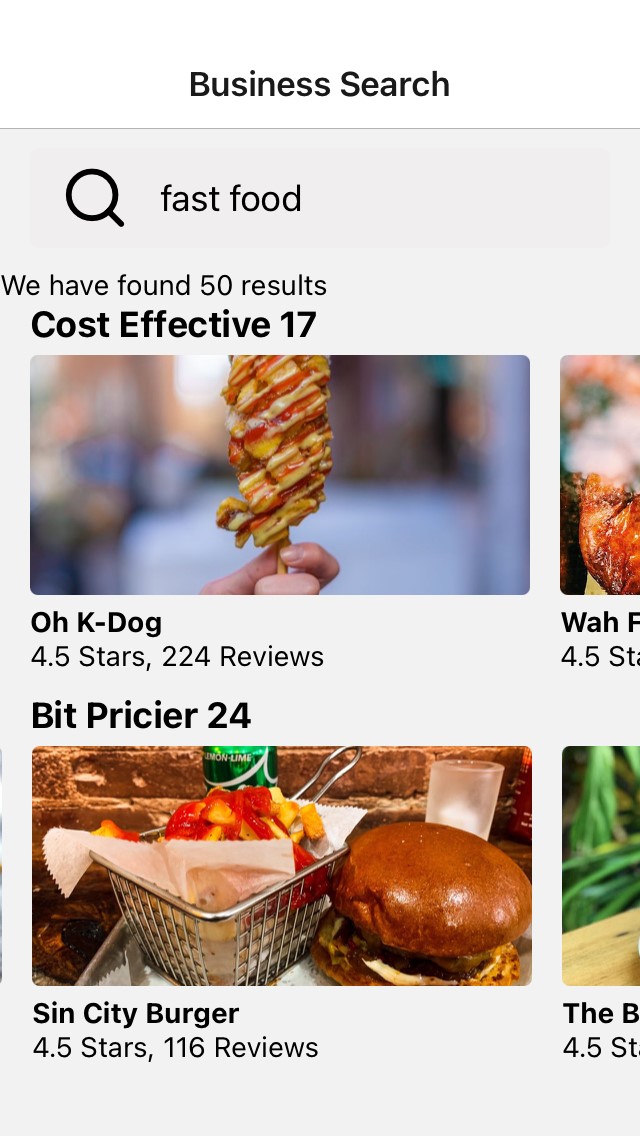 Business Search
fast food
We have found 50 results
Cost Effective 17
Oh K-Dog
4.5 Stars, 224 Reviews
Wah F
4.5 Sta
Bit Pricier 24
LEMON-LIME
Sin City Burger
4.5 Stars, 116 Reviews
The B
4.5 Sta